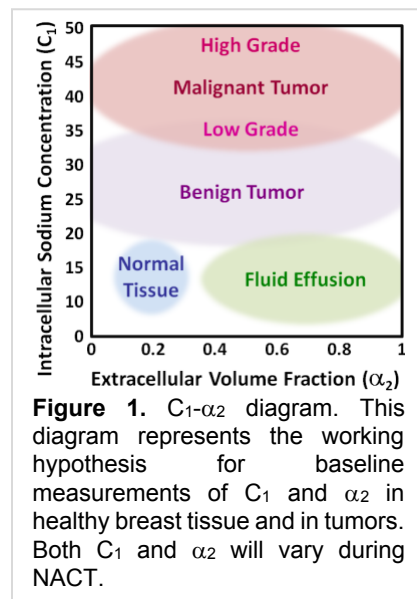 Intracellular Sodium Concentration (C₁)
50
45
40
35
30
25
20
15
10
0
High Grade
Malignant Tumor
Low Grade
Benign Tumor
Normal
Tissue
Fluid Effusion
0
0.2
0.4
0.6
0.8
1
Extracellular Volume Fraction (α₂)
Figure 1. C₁-α₂ diagram. This
diagram represents the working
hypothesis for baseline
measurements of C₁ and α₂ in
healthy breast tissue and in tumors.
Both C₁ and α₂ will vary during
NACT.